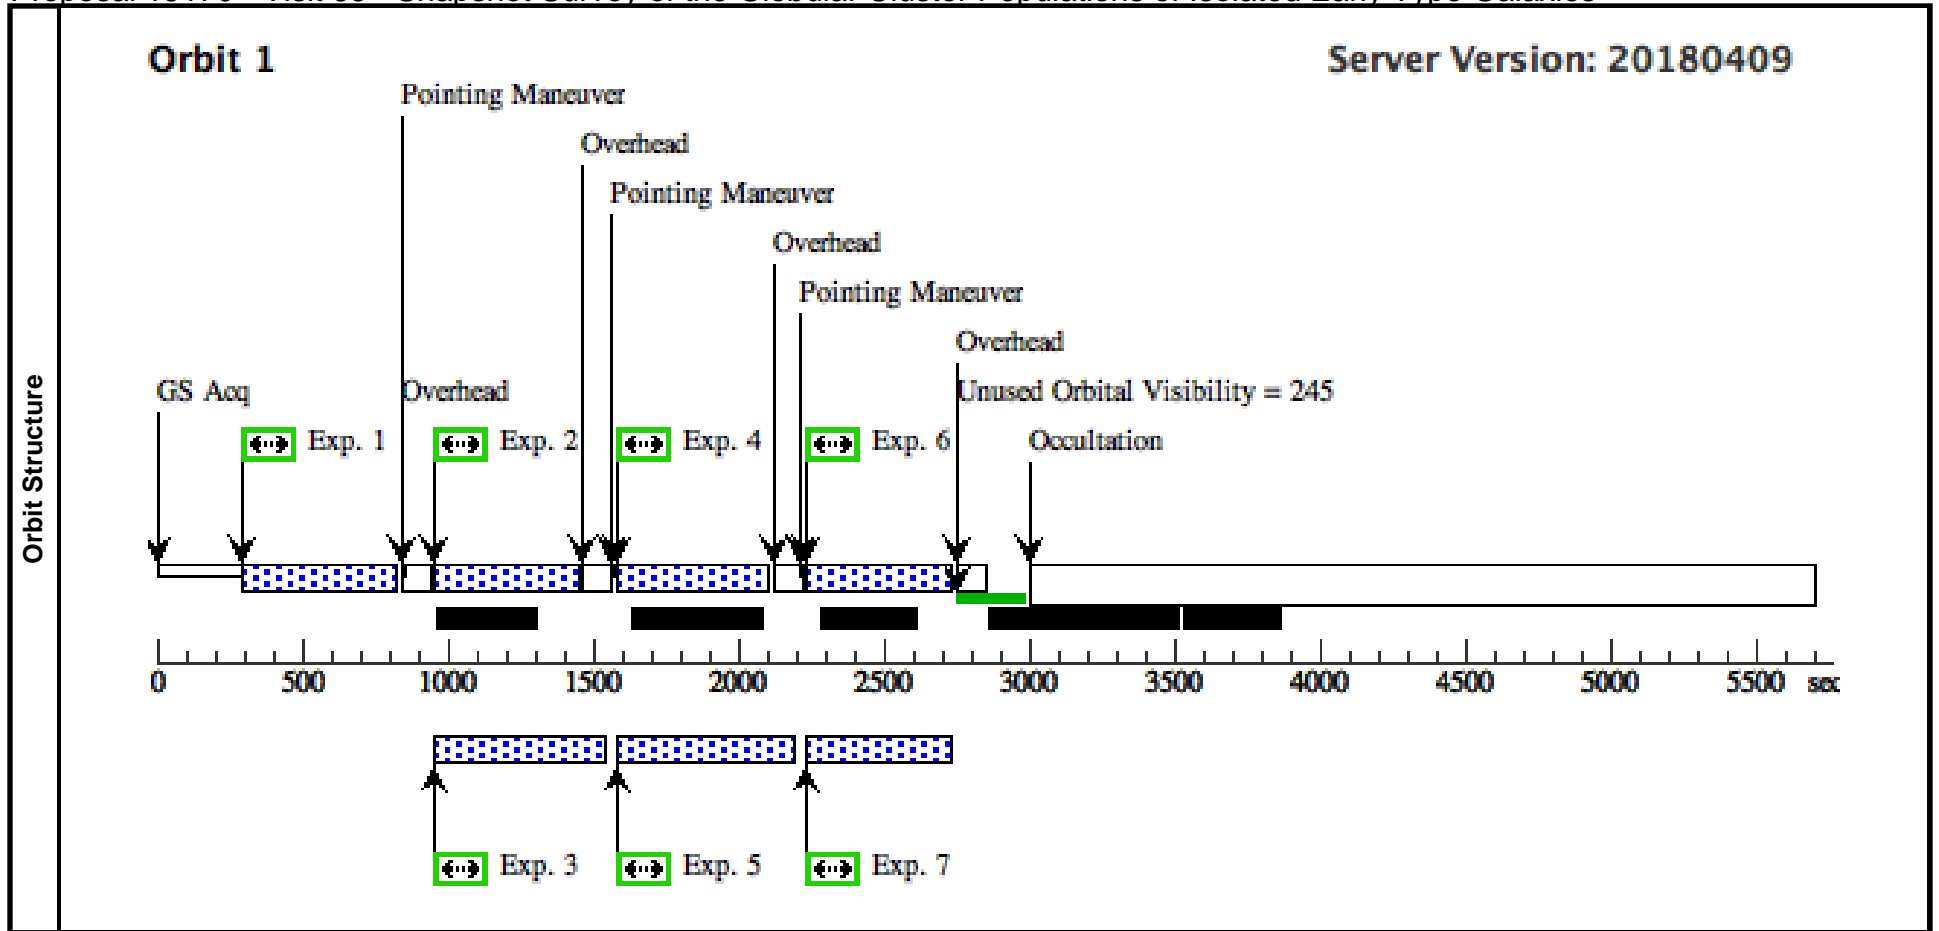 Orbit 1
Server Version: 20180409
Pointing Maneuver
Overhead
Pointing Maneuver
Overhead
Pointing Maneuver
Overhead
GS Acq
Overhead
Unused Orbital Visibility = 245
Exp. 1
Exp. 2
Exp. 4
Exp. 6
Occultation
Orbit Structure
0 500 1000 1500 2000 2500 3000 3500 4000 4500 5000 5500 sec
Exp. 3
Exp. 5
Exp. 7